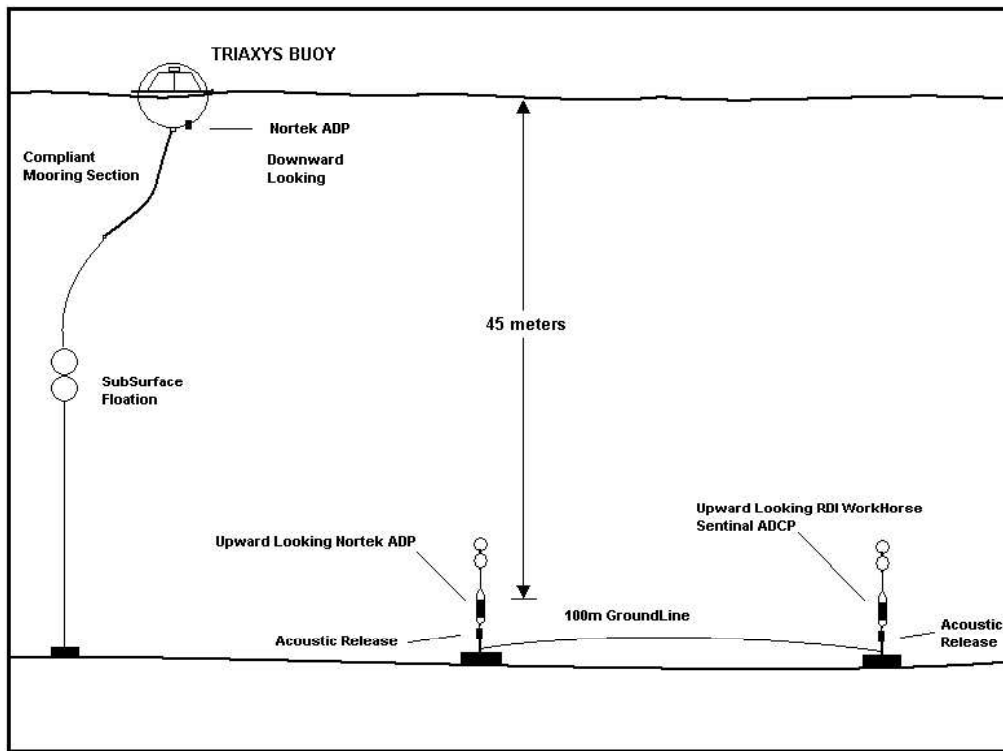 TRIAXYS BUOY
Nortek ADP
Downward
Looking
Compliant
Mooring Section
45 meters
SubSurface
Floation
Upward Looking RDI WorkHorse
Sentinal ADCP
Upward Looking Nortek ADP
100m GroundLine
Acoustic Release
Acoustic
Release